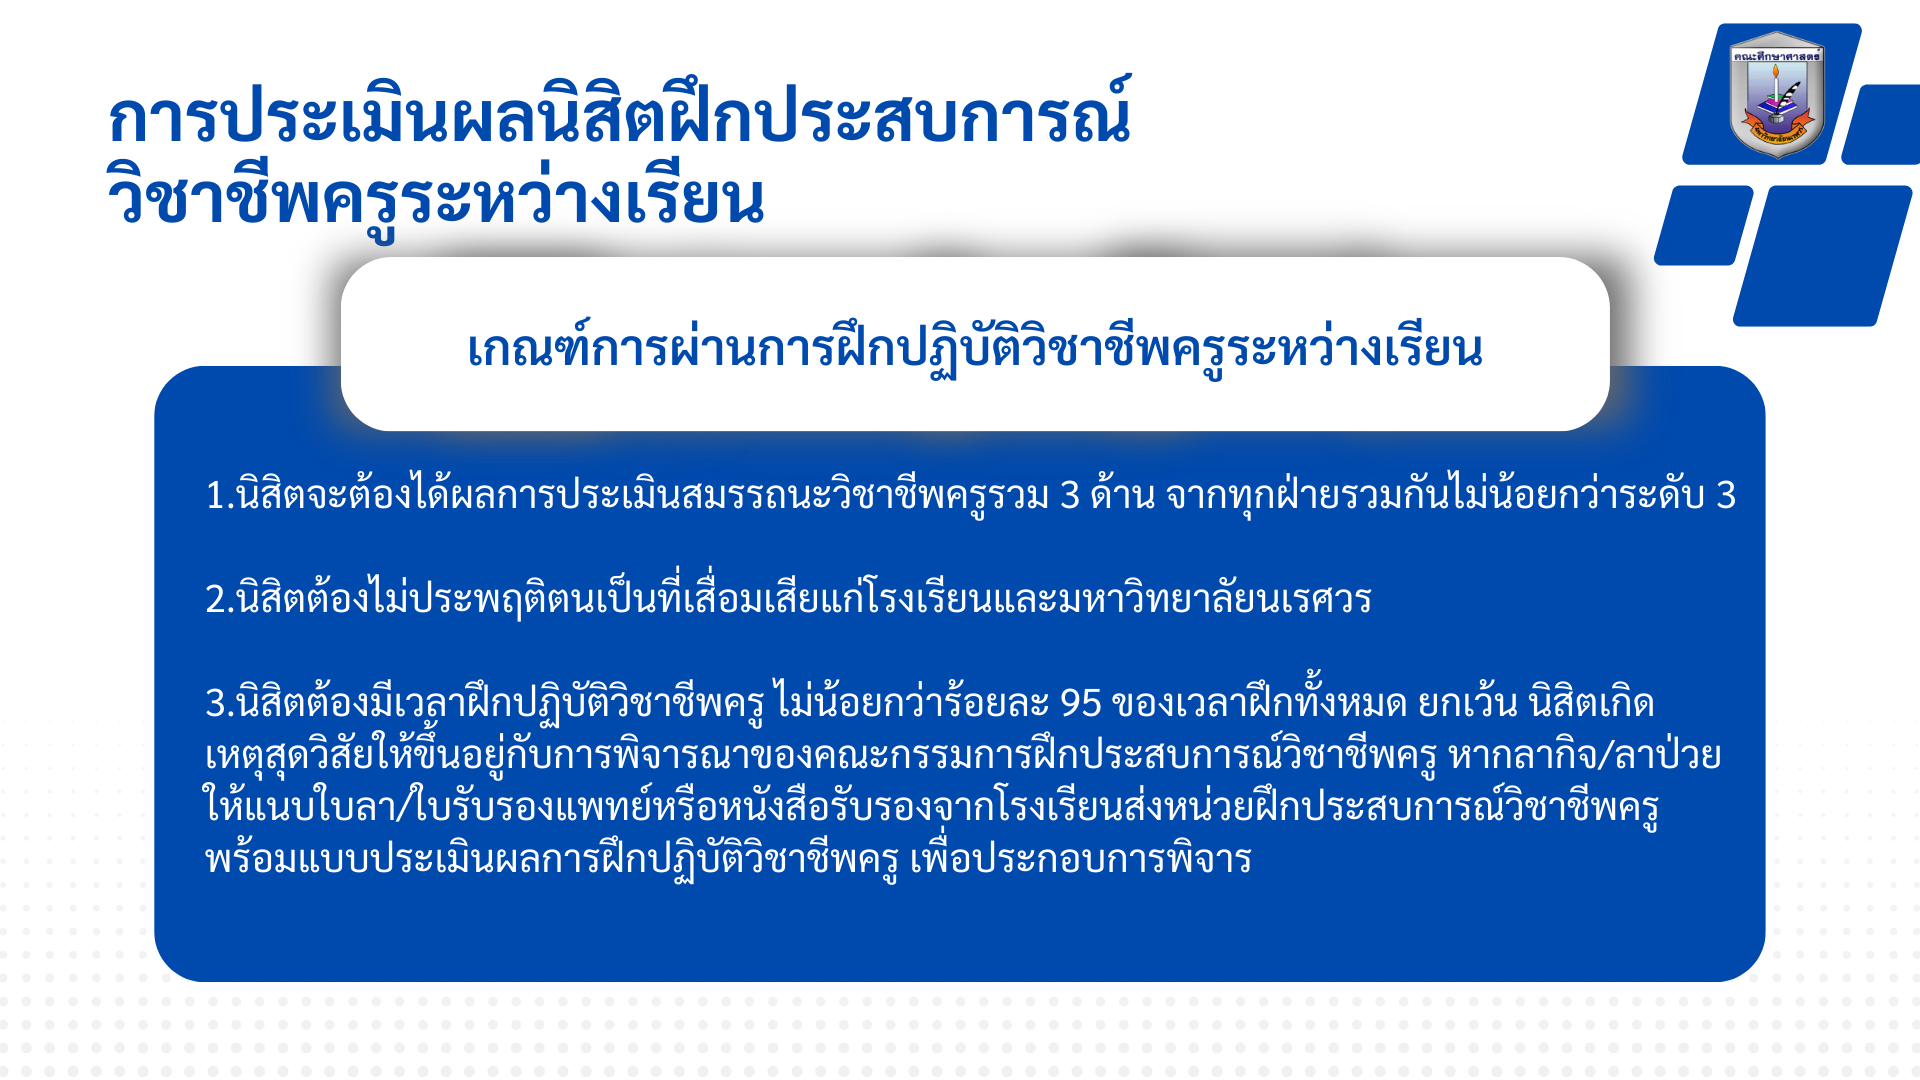 คณะศึกษาศาสตร์
การประเมินผลนิสิตฝึกประสบการณ์
วิชาชีพครูระหว่างเรียน
เกณฑ์การผ่านการฝึกปฏิบัติวิชาชีพครูระหว่างเรียน
1.นิสิตจะต้องได้ผลการประเมินสมรรถนะวิชาชีพครูรวม 3 ด้าน จากทุกฝ่ายรวมกันไม่น้อยกว่าระดับ 3
2.นิสิตต้องไม่ประพฤติตนเป็นที่เสื่อมเสียแก่โรงเรียนและมหาวิทยาลัยนเรศวร
3.นิสิตต้องมีเวลาฝึกปฏิบัติวิชาชีพครู ไม่น้อยกว่าร้อยละ 95 ของเวลาฝึกทั้งหมด ยกเว้น นิสิตเกิด
เหตุสุดวิสัยให้ขึ้นอยู่กับการพิจารณาของคณะกรรมการฝึกประสบการณ์วิชาชีพครู หากลากิจ/ลาป่วย
ให้แนบใบลา/ใบรับรองแพทย์หรือหนังสือรับรองจากโรงเรียนส่งหน่วยฝึกประสบการณ์วิชาชีพครู
พร้อมแบบประเมินผลการฝึกปฏิบัติวิชาชีพครู เพื่อประกอบการพิจาร